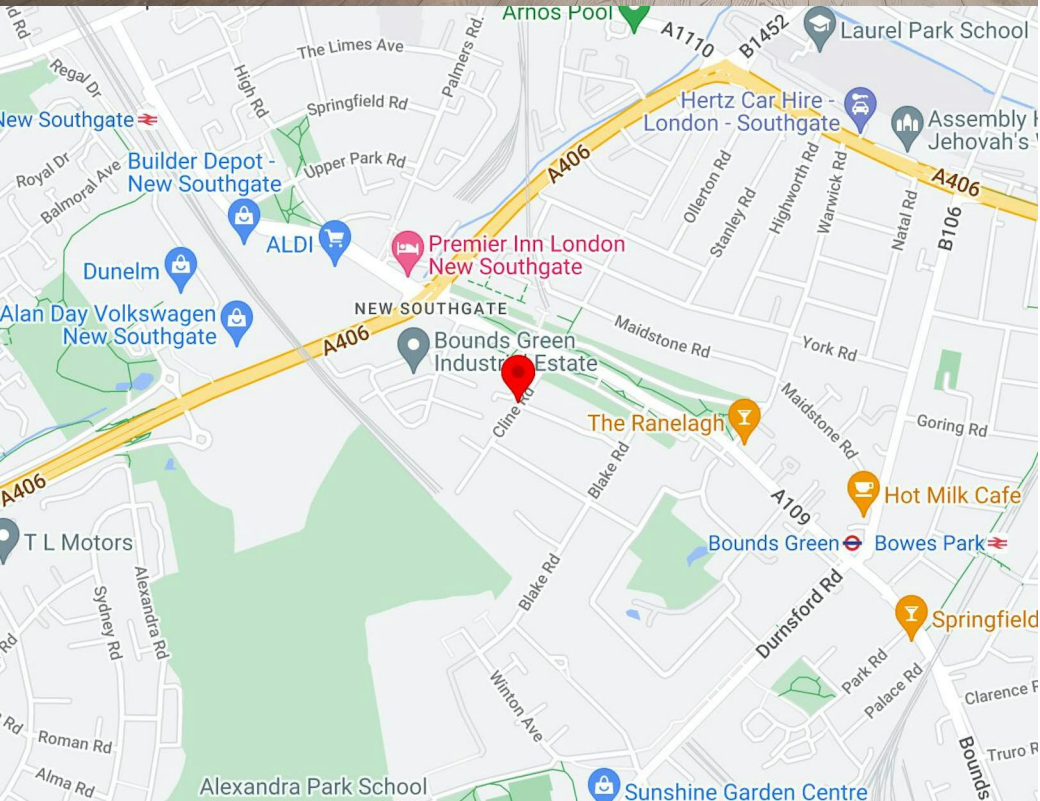 Arnos Pool
A1110
B1452
Laurel Park School
The Limes Ave
Palmers Rd.
Regal Dr
High Rd
Springfield Rd
Hertz Car Hire -
London - Southgate
New Southgate
Assembly H
Jehovah's
Builder Depot -
New Southgate
Upper Park Rd
A406
Royal Dr
Balmoral Ave
Ollerton Rd
Stanley Rd
Highworth Rd
Warwick Rd
A406
Natal Rd
B106
ALDI
Premier Inn London
New Southgate
Dunelm
NEW SOUTHGATE
Alan Day Volkswagen
New Southgate
A406
Bounds Green
Industrial Estate
Maidstone Rd
York Rd
Cline Rd
The Ranelagh
Maidstone Rd
Goring Rd
Blake Rd
A406
A109
Hot Milk Cafe
T L Motors
Bounds Green
Bowes Park
Sydney Rd
Alexandra Rd
Blake Rd
Durnsford Rd
Springfield
Rd
Park Rd
Palace Rd
Winton Ave
Clarence R
Rd
Roman Rd
Truro R
Bounds
Alma Rd
Alexandra Park School
Sunshine Garden Centre